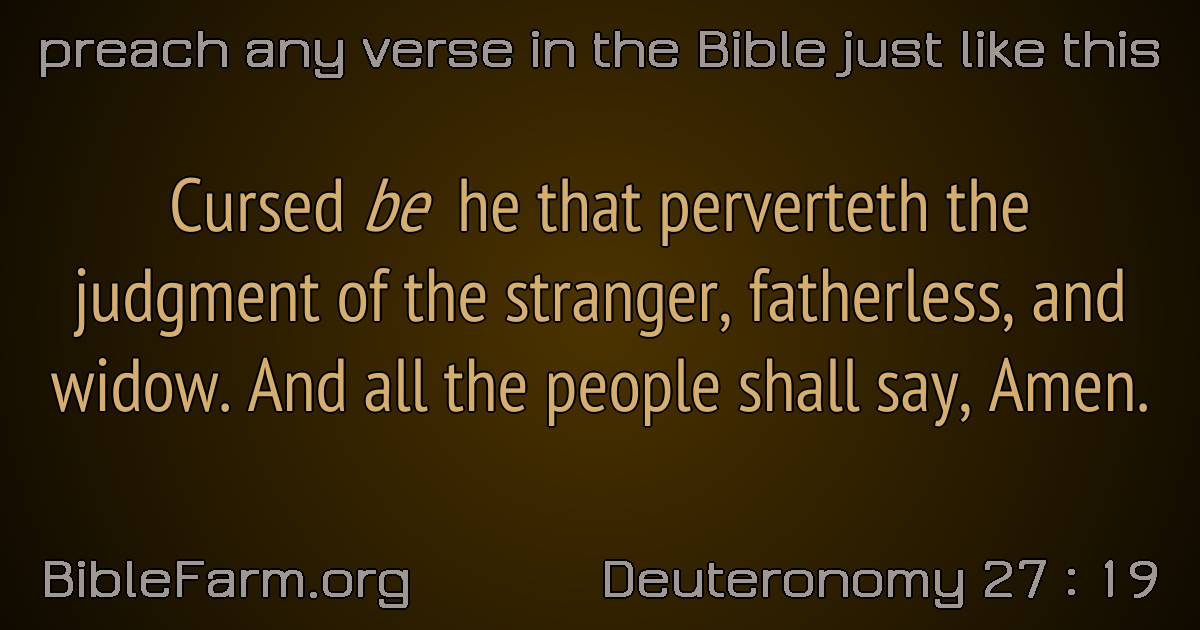 preach any verse in the Bible just like this
Cursed be he that perverteth the
judgment of the stranger, fatherless, and
widow. And all the people shall say, Amen.
BibleFarm.org
Deuteronomy 27 : 19